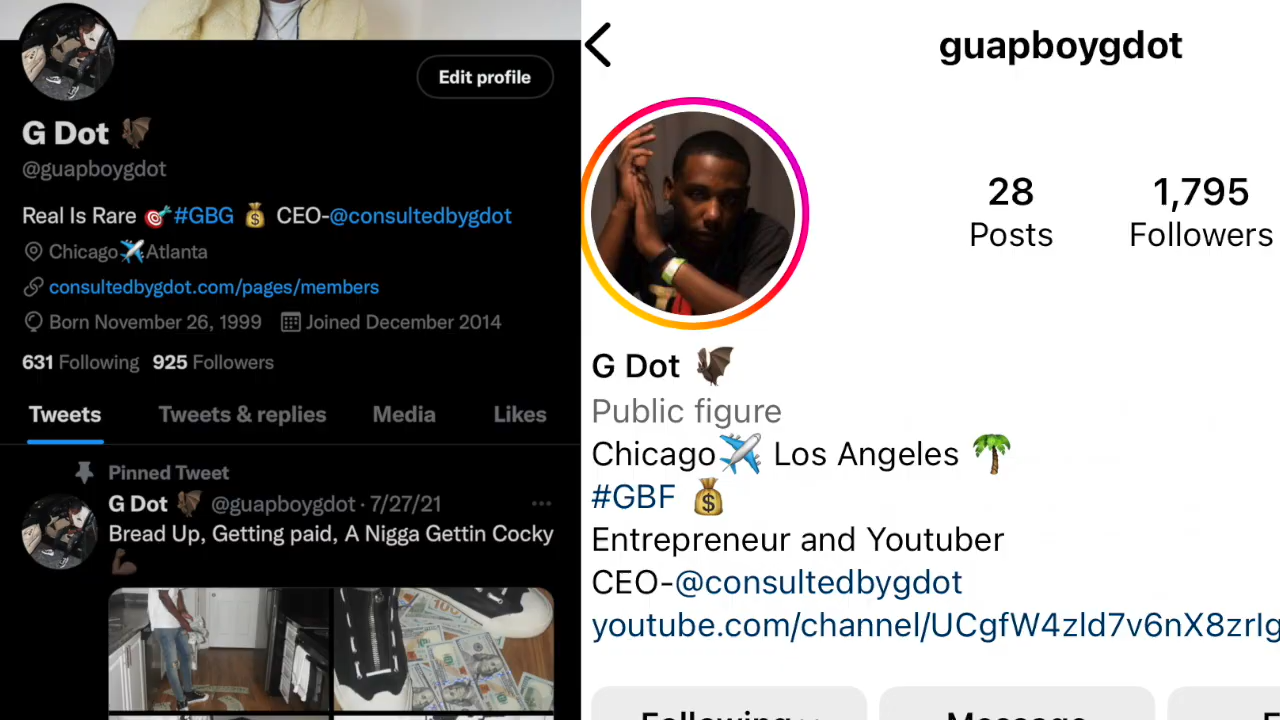 Edit profile
G Dot 🦇
@guapboygdot
Real Is Rare 🎯#GBG 💰 CEO-@consultedbygdot
Chicago✈️Atlanta
consultedbygdot.com/pages/members
Born November 26, 1999 Joined December 2014
631 Following 925 Followers
Tweets Tweets & replies Media Likes
Pinned Tweet
G Dot 🦇 @guapboygdot · 7/27/21 ...
Bread Up, Getting paid, A Nigga Gettin Cocky
💪🏿
guapboygdot
28 1,795
Posts Followers
G Dot 🦇
Public figure
Chicago✈️ Los Angeles 🌴
#GBF 💰
Entrepreneur and Youtuber
CEO-@consultedbygdot
youtube.com/channel/UCgfW4zld7v6nX8zrIg
Following Message